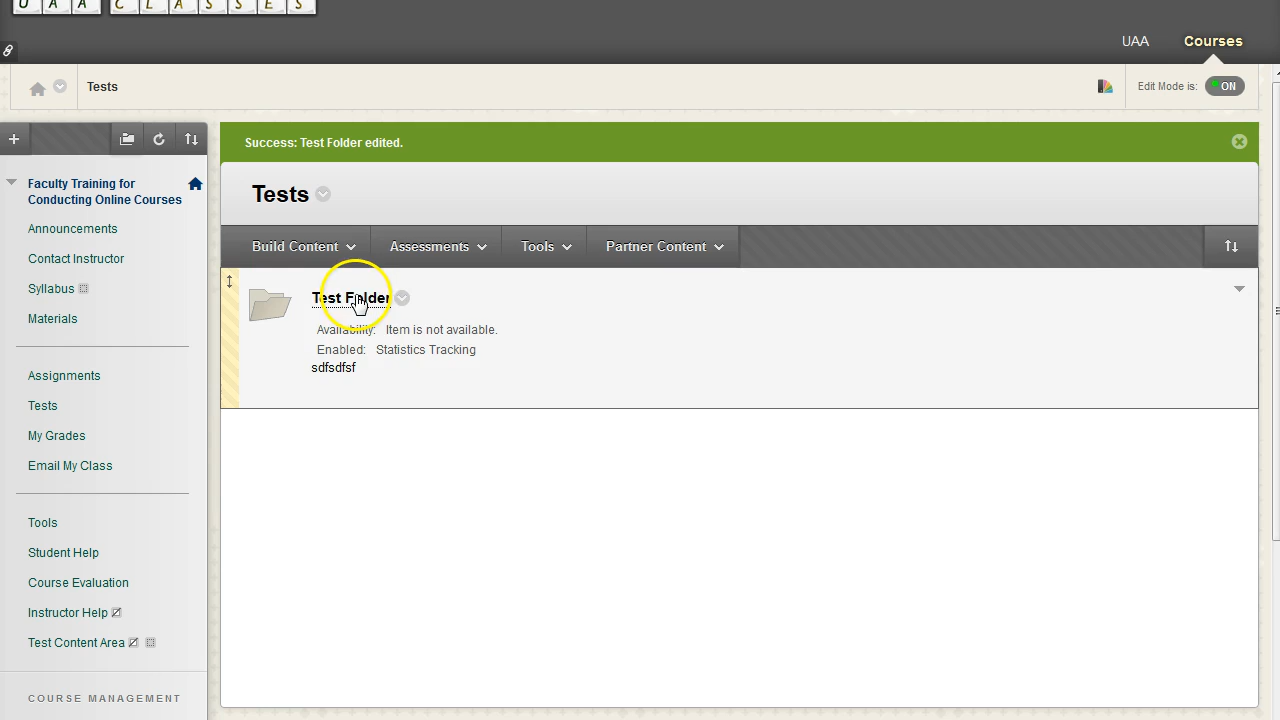 UAA CLASSES
UAA
Courses
Tests
Edit Mode is:
ON
Success: Test Folder edited.
Faculty Training for
Conducting Online Courses
Announcements
Contact Instructor
Syllabus
Materials
Assignments
Tests
My Grades
Email My Class
Tools
Student Help
Course Evaluation
Instructor Help
Test Content Area
COURSE MANAGEMENT
Tests
Build Content
Assessments
Tools
Partner Content
Test Folder
Availability: Item is not available.
Enabled: Statistics Tracking
sdfsdfsf